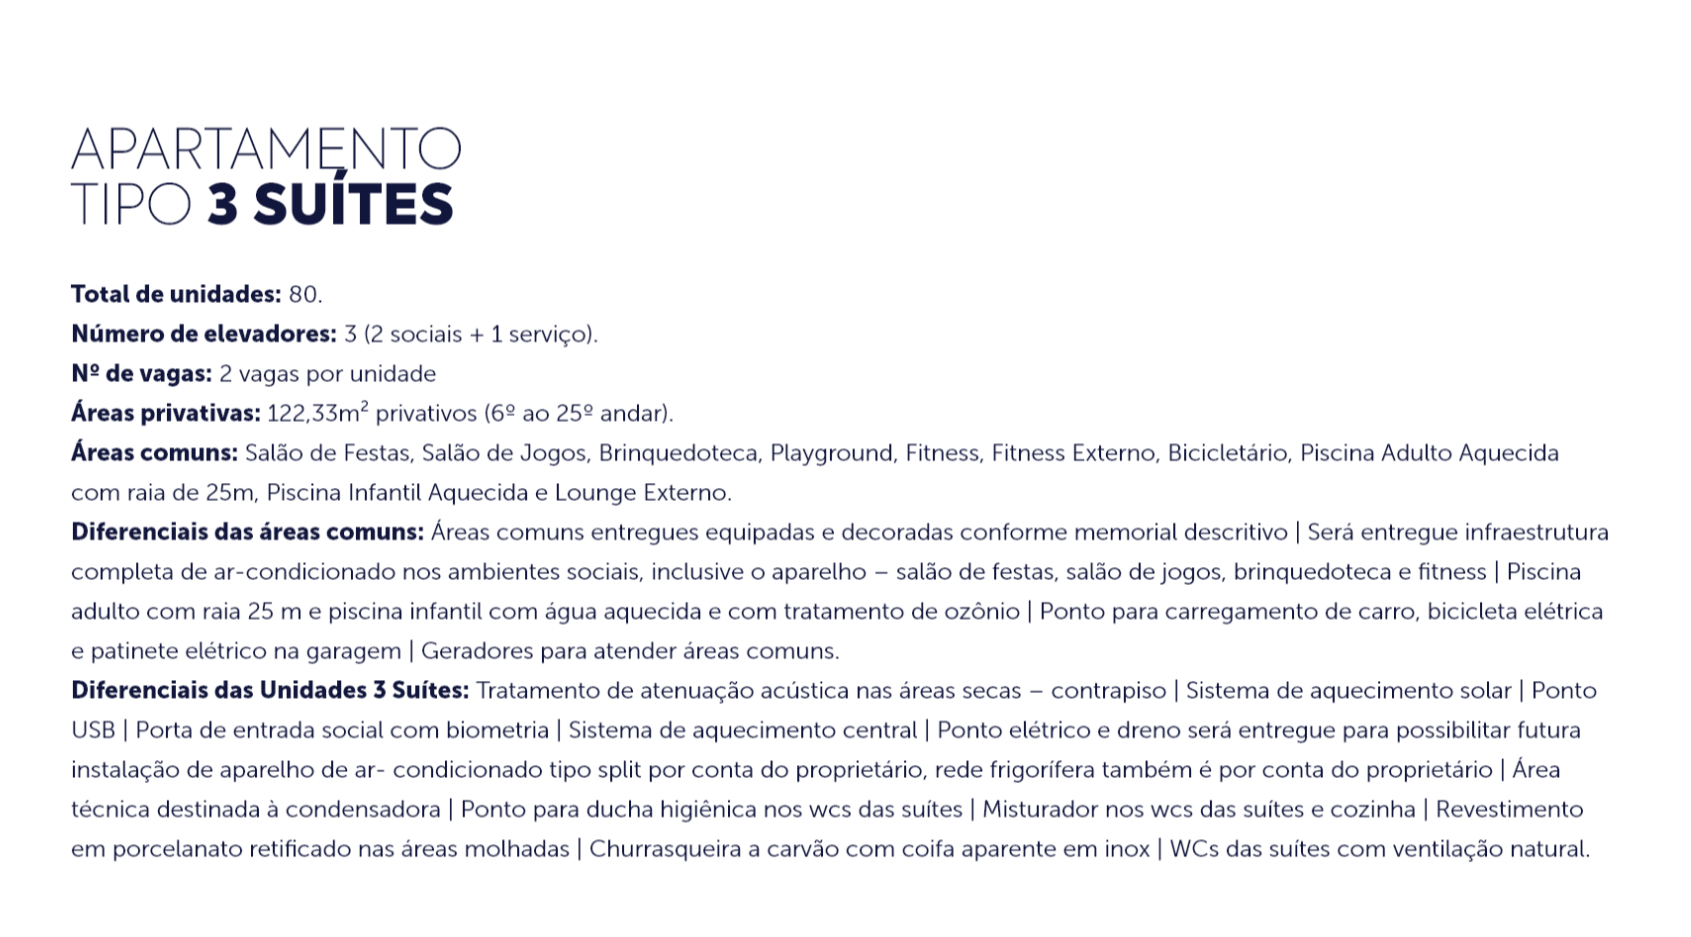 APARTAMENTO
TIPO 3 SUÍTES
Total de unidades: 80.
Número de elevadores: 3 (2 sociais + 1 serviço).
Nº de vagas: 2 vagas por unidade
Áreas privativas: 122,33m² privativos (6º ao 25º andar).
Áreas comuns: Salão de Festas, Salão de Jogos, Brinquedoteca, Playground, Fitness, Fitness Externo, Bicicletário, Piscina Adulto Aquecida
com raia de 25m, Piscina Infantil Aquecida e Lounge Externo.
Diferenciais das áreas comuns: Áreas comuns entregues equipadas e decoradas conforme memorial descritivo | Será entregue infraestrutura
completa de ar-condicionado nos ambientes sociais, inclusive o aparelho – salão de festas, salão de jogos, brinquedoteca e fitness | Piscina
adulto com raia 25 m e piscina infantil com água aquecida e com tratamento de ozônio | Ponto para carregamento de carro, bicicleta elétrica
e patinete elétrico na garagem | Geradores para atender áreas comuns.
Diferenciais das Unidades 3 Suítes: Tratamento de atenuação acústica nas áreas secas – contrapiso | Sistema de aquecimento solar | Ponto
USB | Porta de entrada social com biometria | Sistema de aquecimento central | Ponto elétrico e dreno será entregue para possibilitar futura
instalação de aparelho de ar- condicionado tipo split por conta do proprietário, rede frigorífera também é por conta do proprietário | Área
técnica destinada à condensadora | Ponto para ducha higiênica nos wcs das suítes | Misturador nos wcs das suítes e cozinha | Revestimento
em porcelanato retificado nas áreas molhadas | Churrasqueira a carvão com coifa aparente em inox | WCs das suítes com ventilação natural.